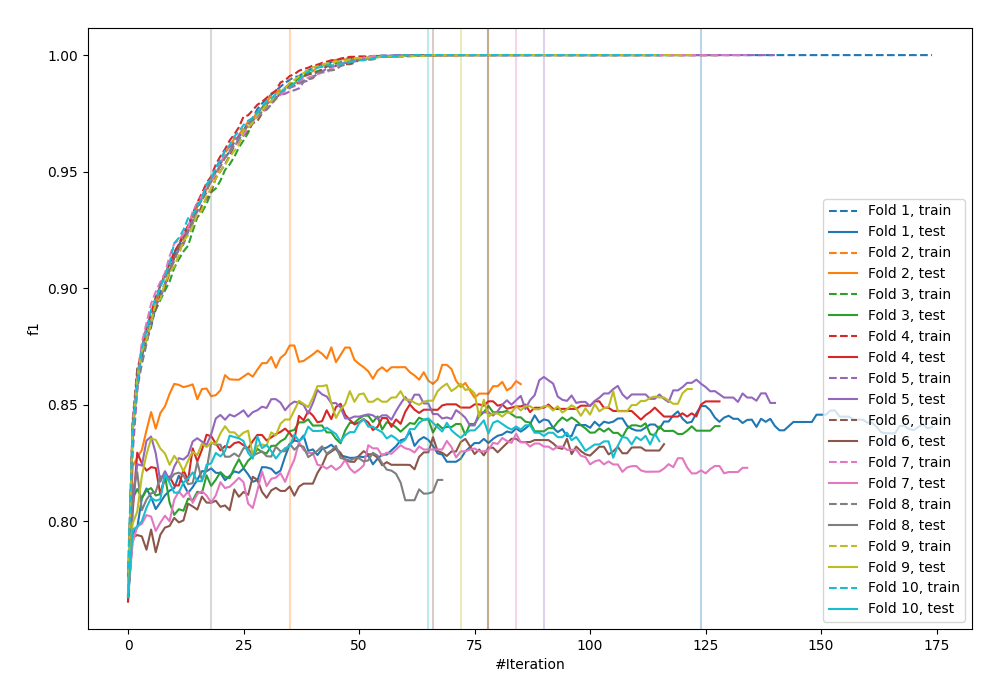 1.00
0.95
0.90
0.85
0.80
f1
0
25
50
75
100
125
150
175
#Iteration
Fold 1, train
Fold 1, test
Fold 2, train
Fold 2, test
Fold 3, train
Fold 3, test
Fold 4, train
Fold 4, test
Fold 5, train
Fold 5, test
Fold 6, train
Fold 6, test
Fold 7, train
Fold 7, test
Fold 8, train
Fold 8, test
Fold 9, train
Fold 9, test
Fold 10, train
Fold 10, test